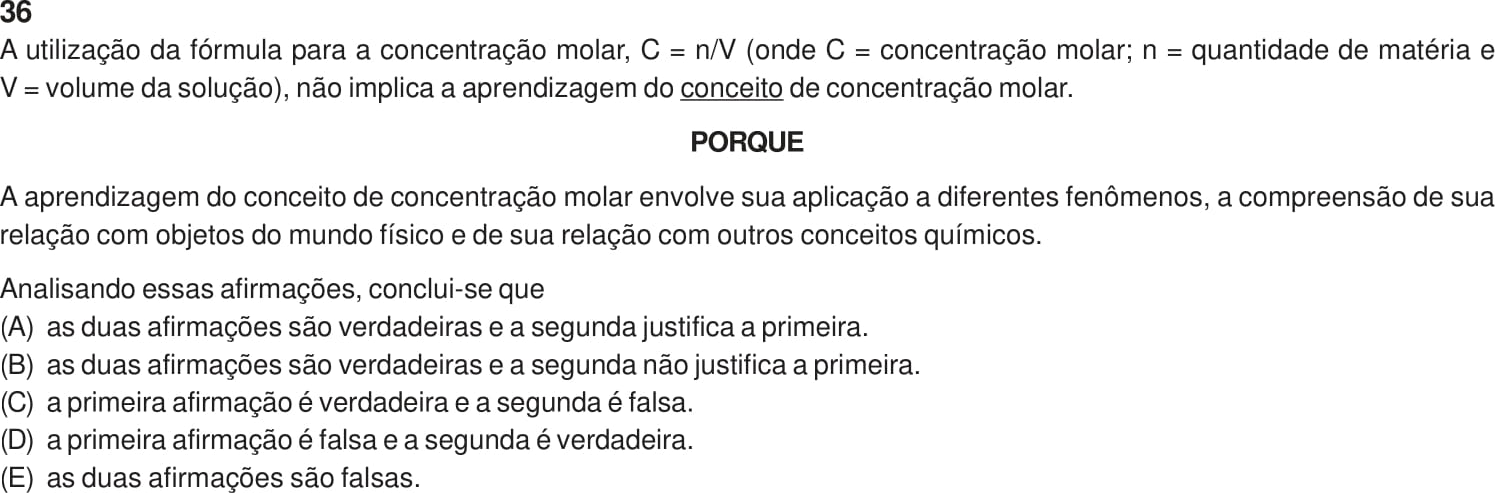 36
A utilização da fórmula para a concentração molar, C = n/V (onde C = concentração molar; n = quantidade de matéria e
V = volume da solução), não implica a aprendizagem do conceito de concentração molar.
PORQUE
A aprendizagem do conceito de concentração molar envolve sua aplicação a diferentes fenômenos, a compreensão de sua
relação com objetos do mundo físico e de sua relação com outros conceitos químicos.
Analisando essas afirmações, conclui-se que
(A) as duas afirmações são verdadeiras e a segunda justifica a primeira.
(B) as duas afirmações são verdadeiras e a segunda não justifica a primeira.
(C) a primeira afirmação é verdadeira e a segunda é falsa.
(D) a primeira afirmação é falsa e a segunda é verdadeira.
(E) as duas afirmações são falsas.